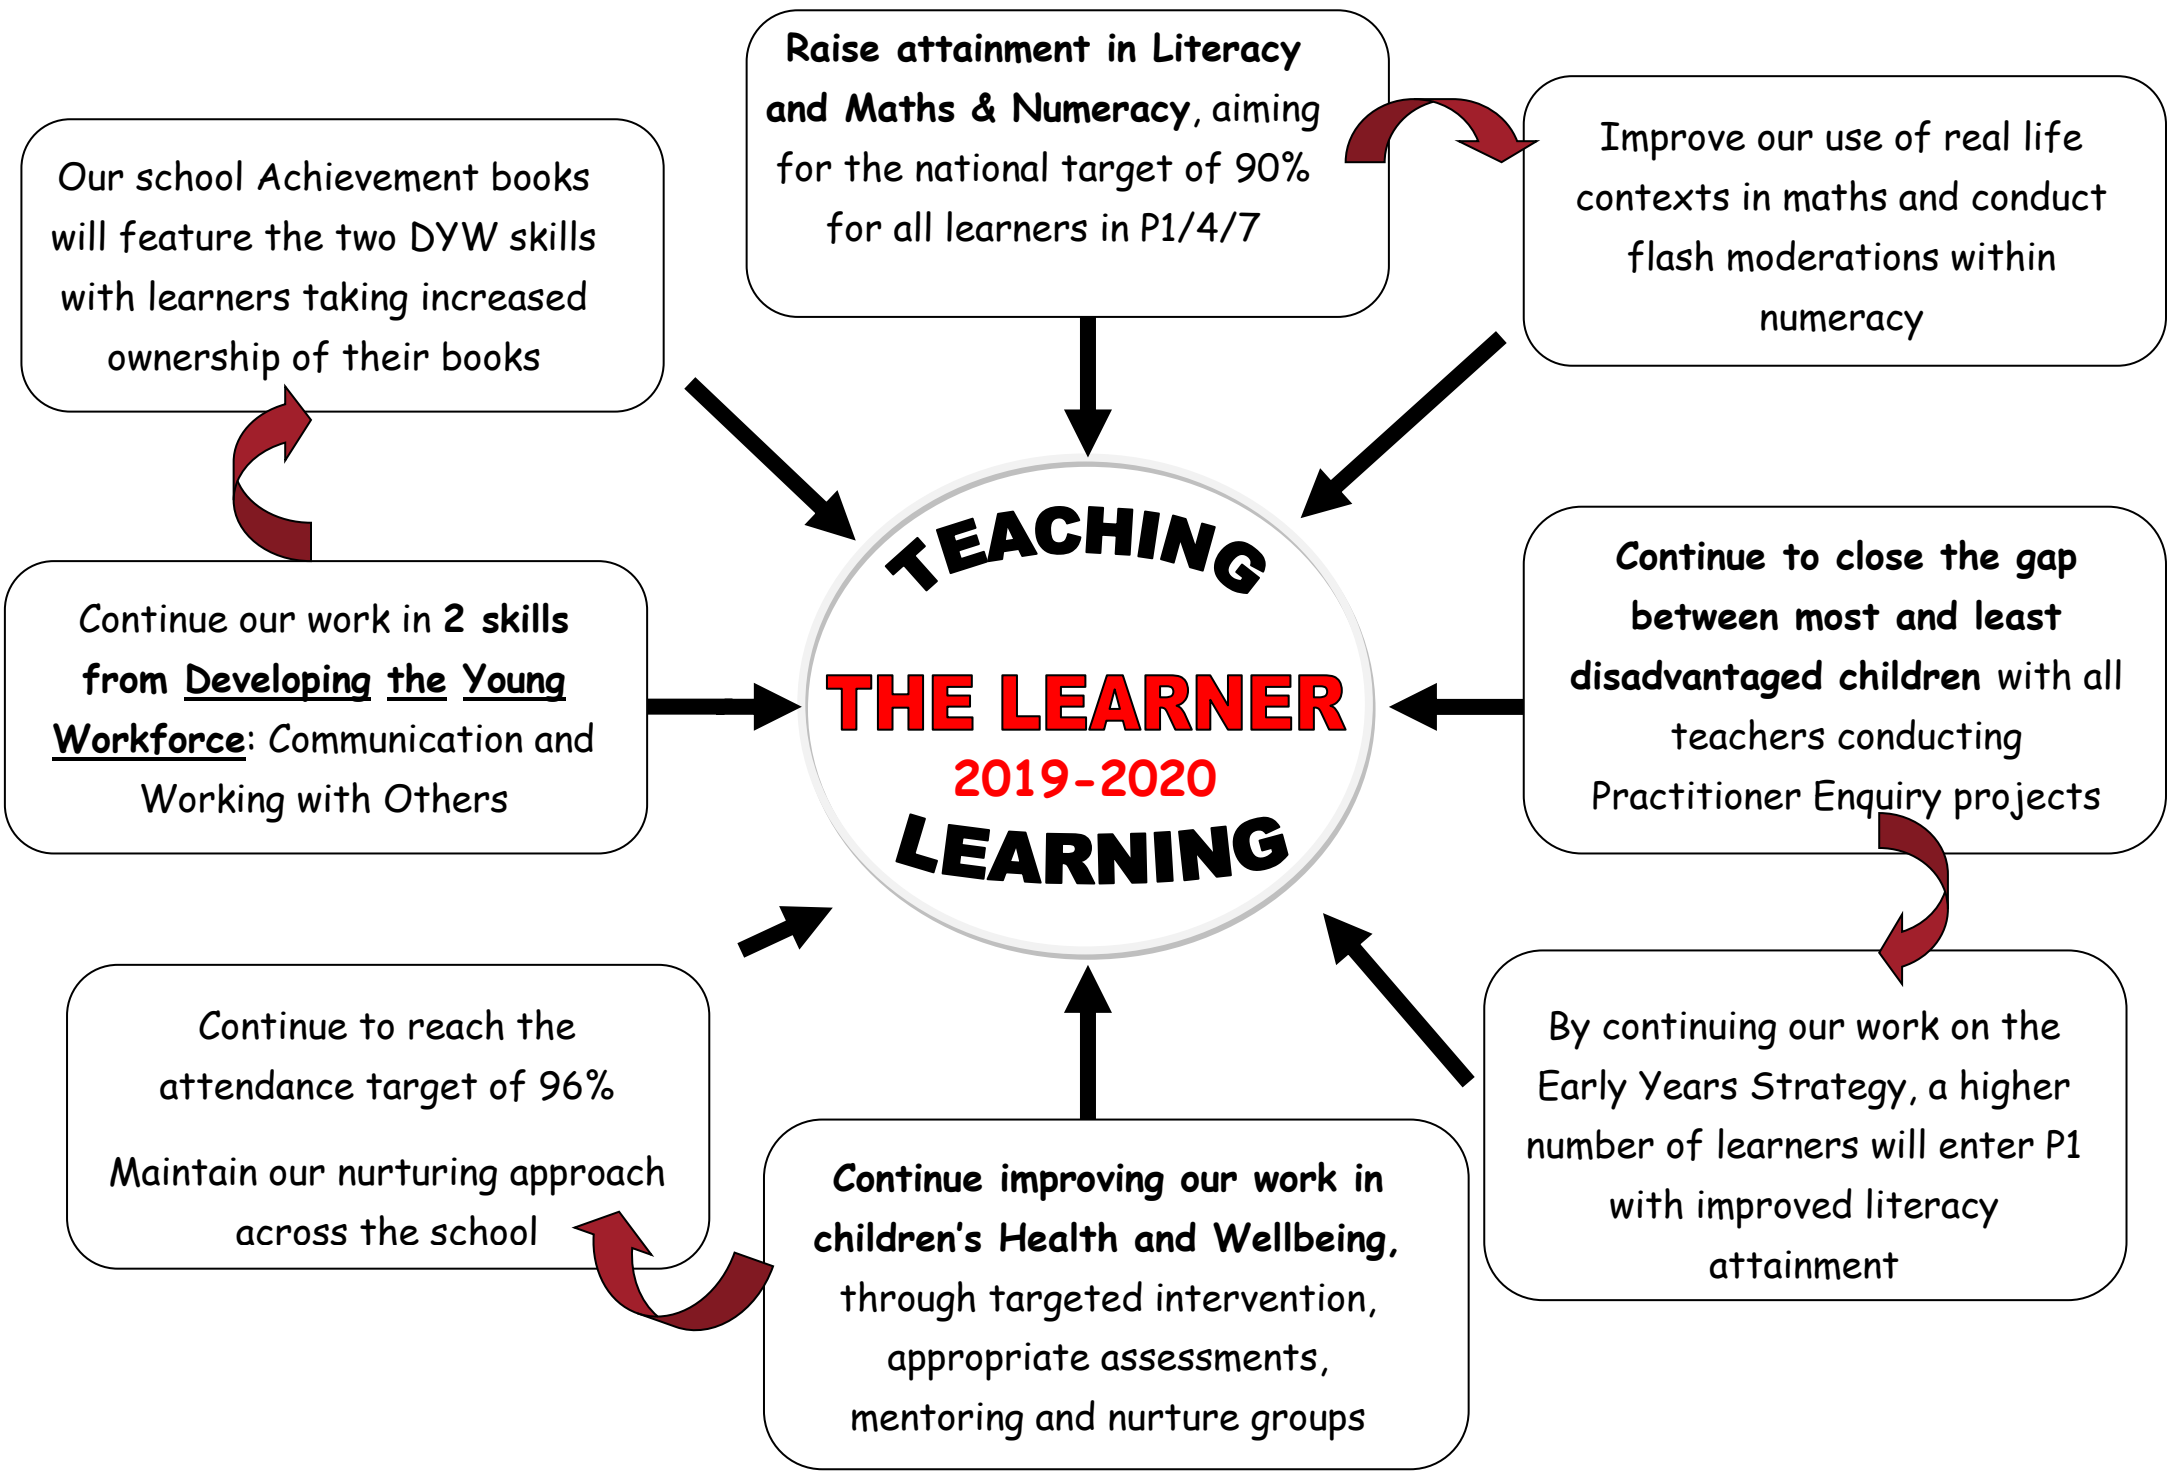 Raise attainment in Literacy
and Maths & Numeracy, aiming
for the national target of 90%
for all learners in P1/4/7
Improve our use of real life
contexts in maths and conduct
flash moderations within
numeracy
Our school Achievement books
will feature the two DYW skills
with learners taking increased
ownership of their books
TEACHING
THE LEARNER
2019-2020
LEARNING
Continue to close the gap
between most and least
disadvantaged children with all
teachers conducting
Practitioner Enquiry projects
Continue our work in 2 skills
from Developing the Young
Workforce: Communication and
Working with Others
Continue to reach the
attendance target of 96%
Maintain our nurturing approach
across the school
By continuing our work on the
Early Years Strategy, a higher
number of learners will enter P1
with improved literacy
attainment
Continue improving our work in
children’s Health and Wellbeing,
through targeted intervention,
appropriate assessments,
mentoring and nurture groups